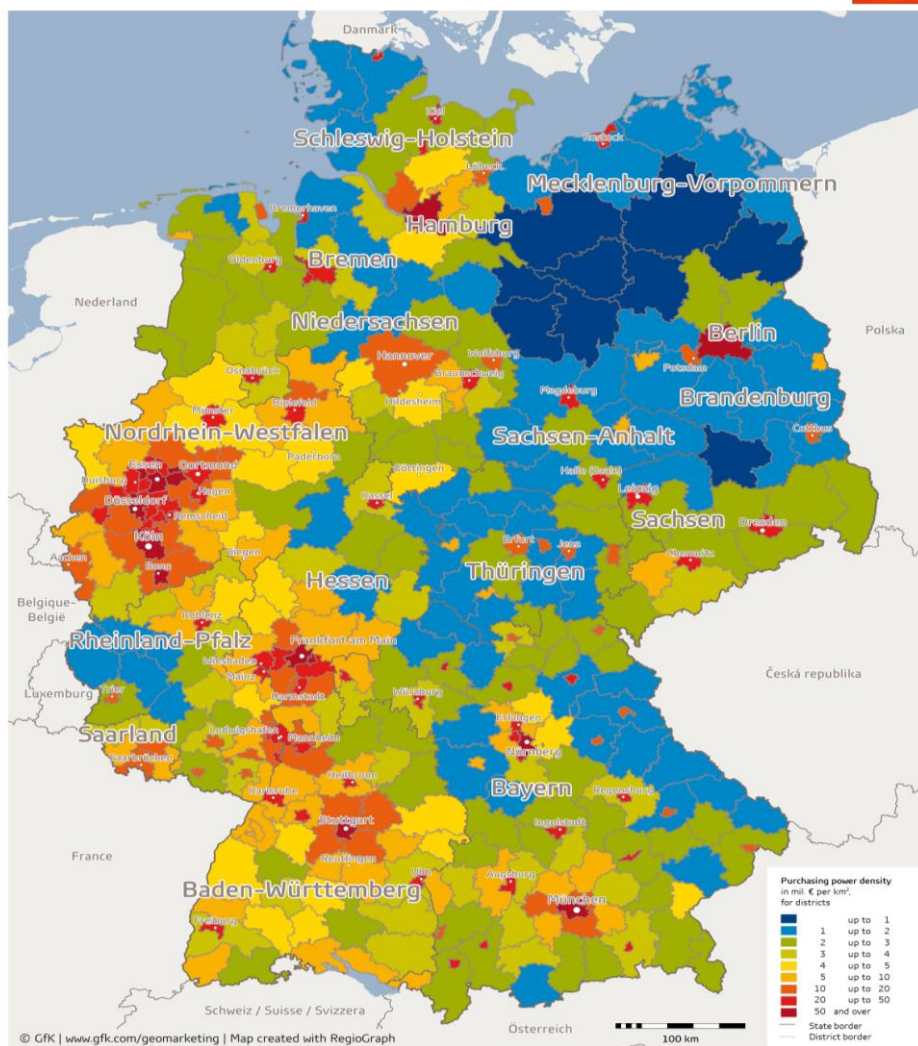 Danmark
Kiel
Schleswig-Holstein
Rostock
Lübeck
Mecklenburg-Vorpommern
Bremerhaven
Hamburg
Oldenburg
Bremen
Nederland
Niedersachsen
Berlin
Polska
Hannover
Wolfsburg
Potsdam
Osnabrück
Braunschweig
Magdeburg
Brandenburg
Münster
Bielefeld
Hildesheim
Nordrhein-Westfalen
Sachsen-Anhalt
Cottbus
Paderborn
Essen
Dortmund
Göttingen
Halle (Saale)
Duisburg
Hagen
Kassel
Leipzig
Düsseldorf
Remscheid
Sachsen
Dresden
Köln
Erfurt
Jena
Aachen
Siegen
Chemnitz
Bonn
Hessen
Thüringen
Belgique-
België
Koblenz
Rheinland-Pfalz
Frankfurt am Main
Wiesbaden
Mainz
Česká republika
Luxemburg
Trier
Darmstadt
Würzburg
Erlangen
Saarland
Ludwigshafen
Mannheim
Nürnberg
Saarbrücken
Heilbronn
Bayern
Karlsruhe
Regensburg
Stuttgart
Ingolstadt
France
Reutlingen
Ulm
Augsburg
Baden-Württemberg
München
Freiburg
Schweiz / Suisse / Svizzera
Österreich
Purchasing power density
in mil. € per km²,
for districts
up to 1
1 up to 2
2 up to 3
3 up to 4
4 up to 5
5 up to 10
10 up to 20
20 up to 50
50 and over
State border
District border
100 km
© GfK | www.gfk.com/geomarketing | Map created with RegioGraph